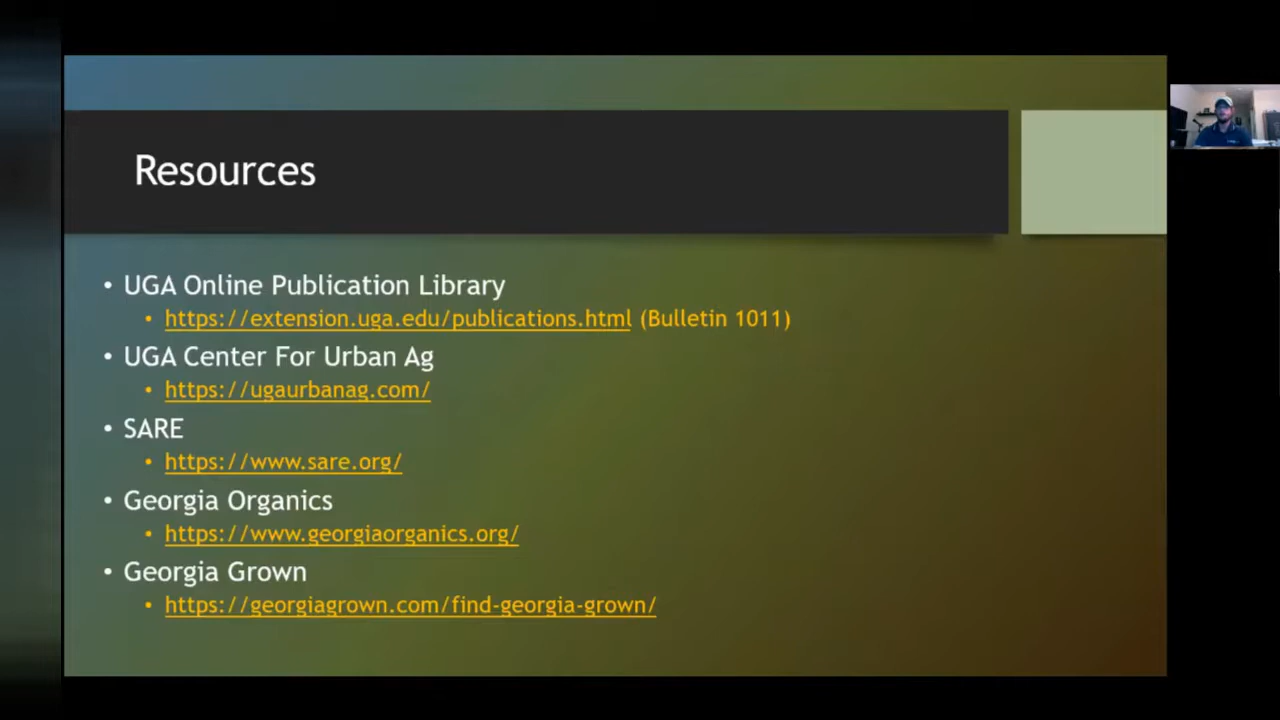 Resources
• UGA Online Publication Library
• https://extension.uga.edu/publications.html (Bulletin 1011)
• UGA Center For Urban Ag
• https://ugaurbanag.com/
• SARE
• https://www.sare.org/
• Georgia Organics
• https://www.georgiaorganics.org/
• Georgia Grown
• https://georgiagrown.com/find-georgia-grown/